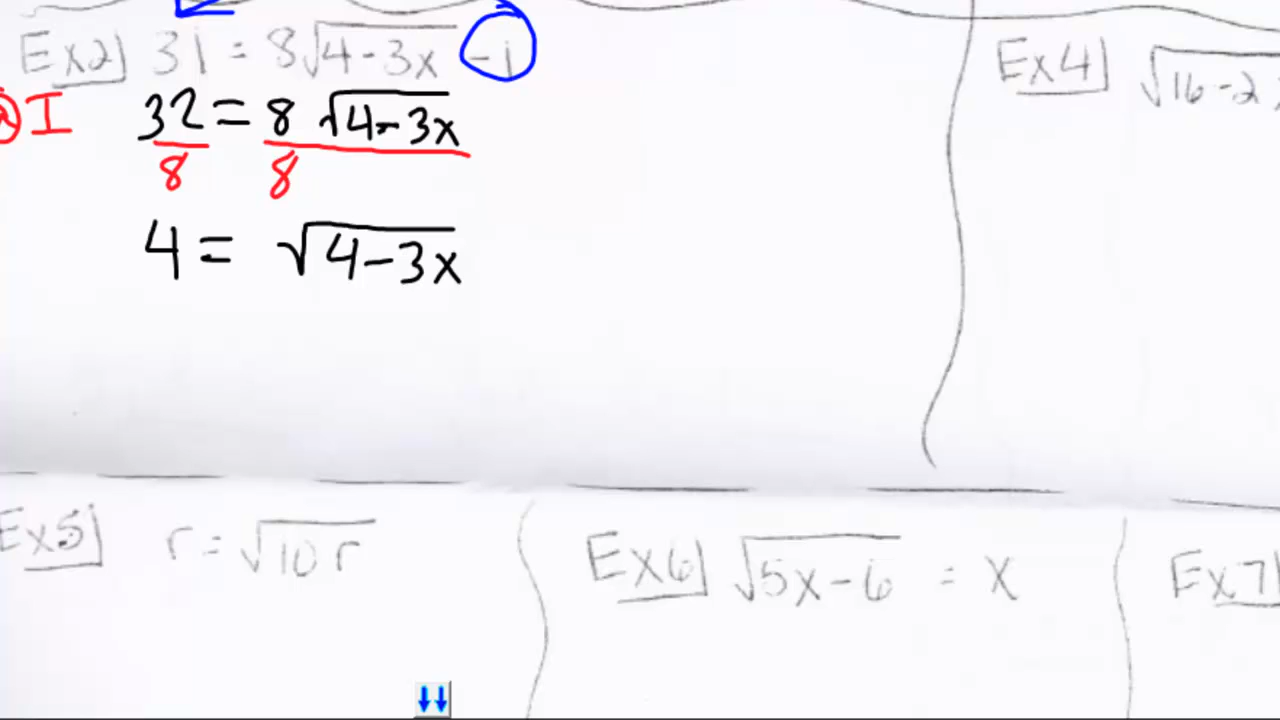 Ex2] 31 = 8√(4-3x) -1
I 32 = 8 √(4-3x)
8 8
4 = √(4-3x)
Ex4] √(16-2
Ex5] r = √(10r)
Ex6] √(5x-6) = x
Ex7]